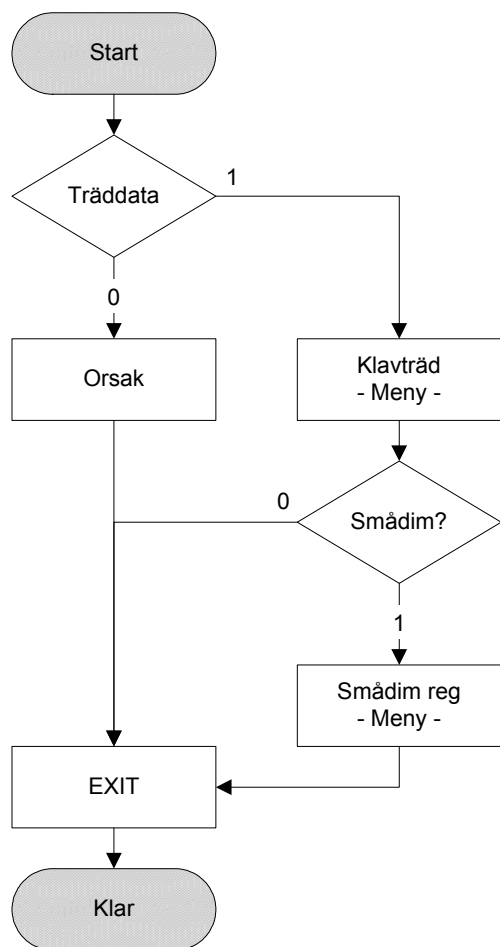 Start
Träddata
1
0
Orsak
Klavträd
- Meny -
0
Smådim?
1
Smådim reg
- Meny -
EXIT
Klar